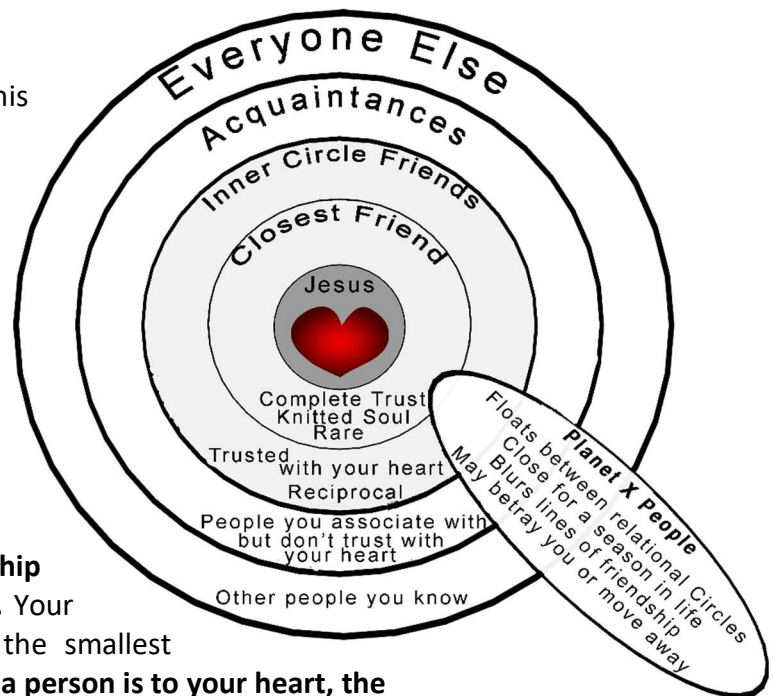 Everyone Else
his
Acquaintances
Inner Circle Friends
Closest Friend
Jesus
Complete Trust
Knitted Soul
Rare
Trusted
with your heart
Reciprocal
People you associate with
but don't trust with
your heart
Other people you know
Planet X People
Floats between relational Circles
Close for a season in life
Blurs lines of friendship
May betray you or move away
hip
. Your
the smallest
a person is to your heart, the